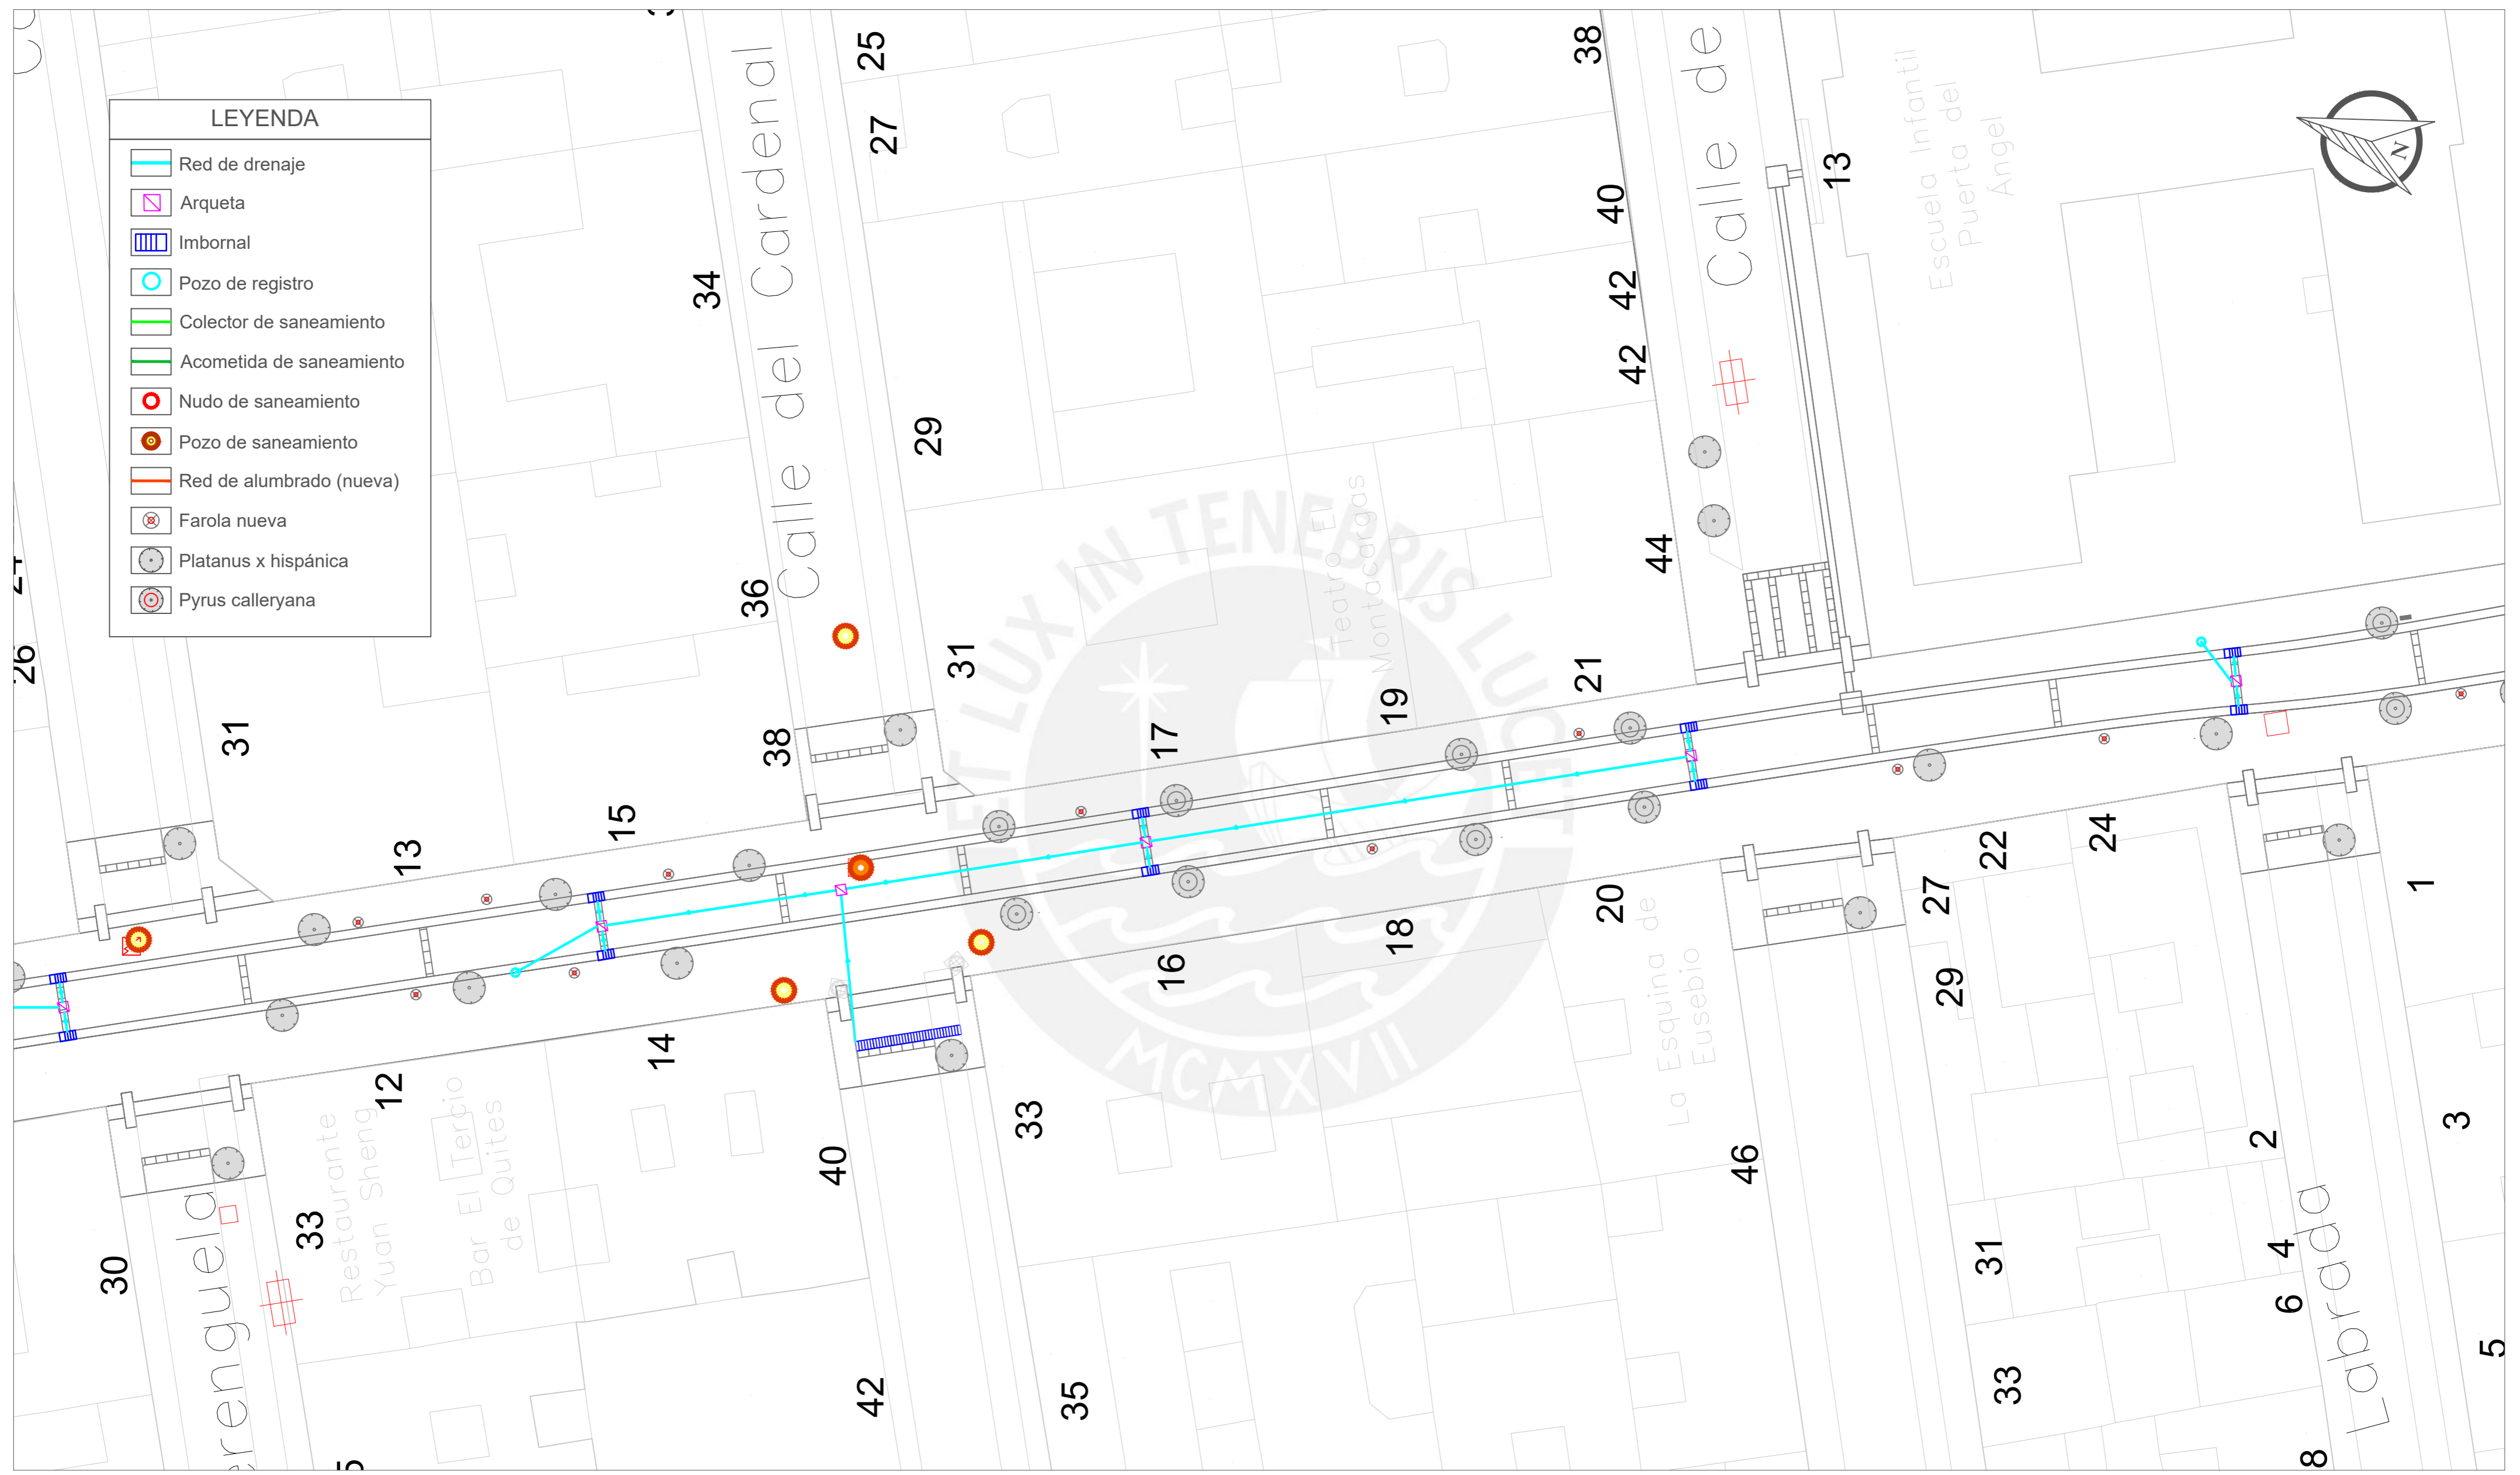 LEYENDA
Red de drenaje
Arqueta
Imbornal
Pozo de registro
Colector de saneamiento
Acometida de saneamiento
Nudo de saneamiento
Pozo de saneamiento
Red de alumbrado (nueva)
Farola nueva
Platanus x hispánica
Pyrus calleryana
Calle del Cardenal
Calle de
Escuela Infantil
Puerta del
Ángel
N
Teatro El
Montacargas
ET LUX IN TENEBRIS LUCET
MCMXVII
Restaurante
Yuan Sheng
Bar El Tercio
de Quites
La Esquina de
Eusebio
Labrada
erenguela
25
27
34
29
36
31
38
38
40
42
42
44
13
26
31
13
15
17
19
21
12
14
16
18
20
22
24
27
29
31
33
30
33
40
42
33
35
46
2
4
6
8
1
3
5